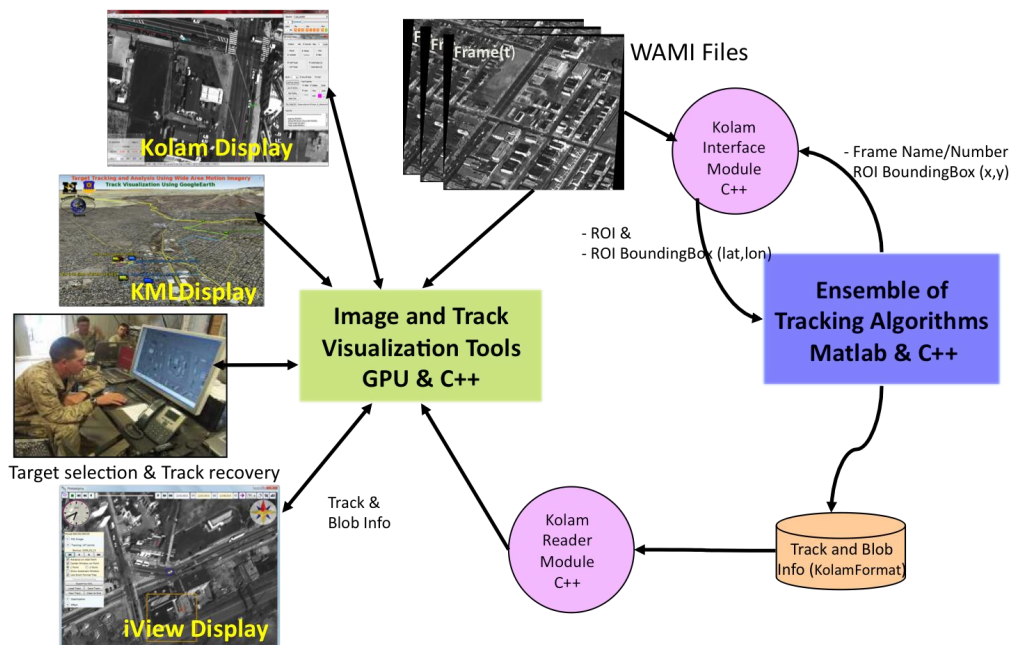 Kolam Display
F
Fr
Frame(t)
WAMI Files
Target Tracking and Analysis Using Wide Area Motion Imagery
Track Visualization Using GoogleEarth
KMLDisplay
Kolam
Interface
Module
C++
- Frame Name/Number
ROI BoundingBox (x,y)
- ROI &
- ROI BoundingBox (lat,lon)
Image and Track
Visualization Tools
GPU & C++
Ensemble of
Tracking Algorithms
Matlab & C++
Target selection & Track recovery
Track &
Blob Info
iView Display
Kolam
Reader
Module
C++
Track and Blob
Info (KolamFormat)